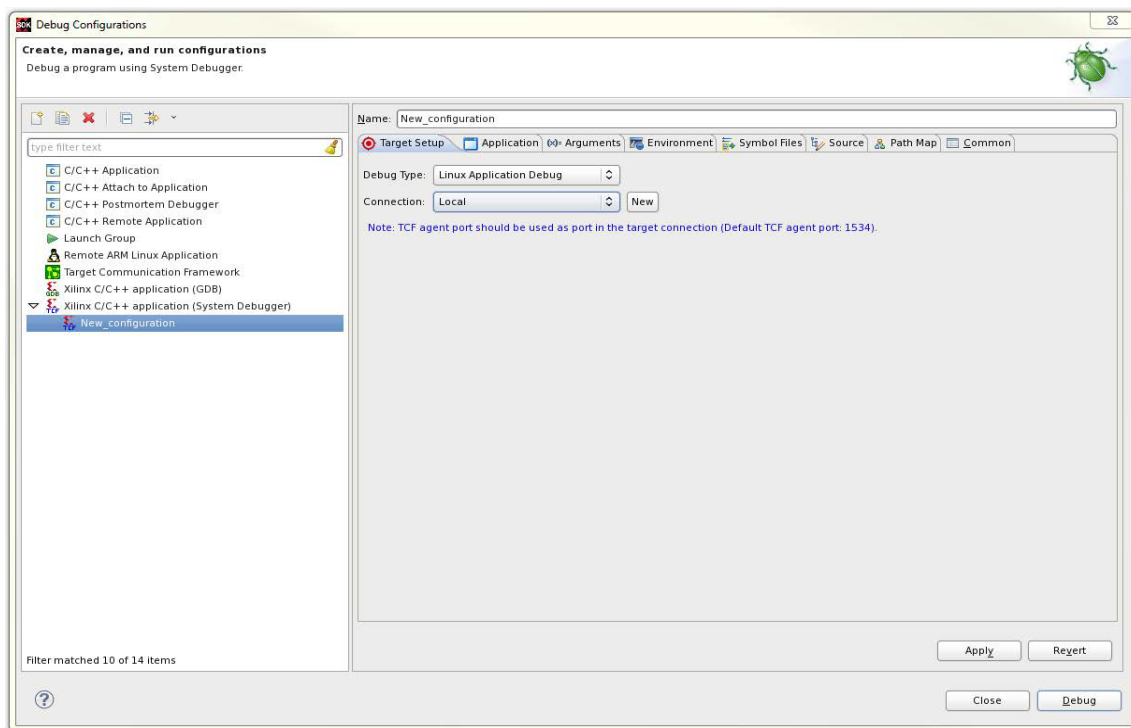 SDK Debug Configurations
Create, manage, and run configurations
Debug a program using System Debugger.
Name: New_configuration
type filter text
Target Setup Application (x)= Arguments Environment Symbol Files Source Path Map Common
C/C++ Application
C/C++ Attach to Application
C/C++ Postmortem Debugger
C/C++ Remote Application
Launch Group
Remote ARM Linux Application
Target Communication Framework
GDB Xilinx C/C++ application (GDB)
TCF Xilinx C/C++ application (System Debugger)
TCF New_configuration
Debug Type: Linux Application Debug
Connection: Local New
Note: TCF agent port should be used as port in the target connection (Default TCF agent port: 1534).
Filter matched 10 of 14 items
Apply Revert
? Close Debug